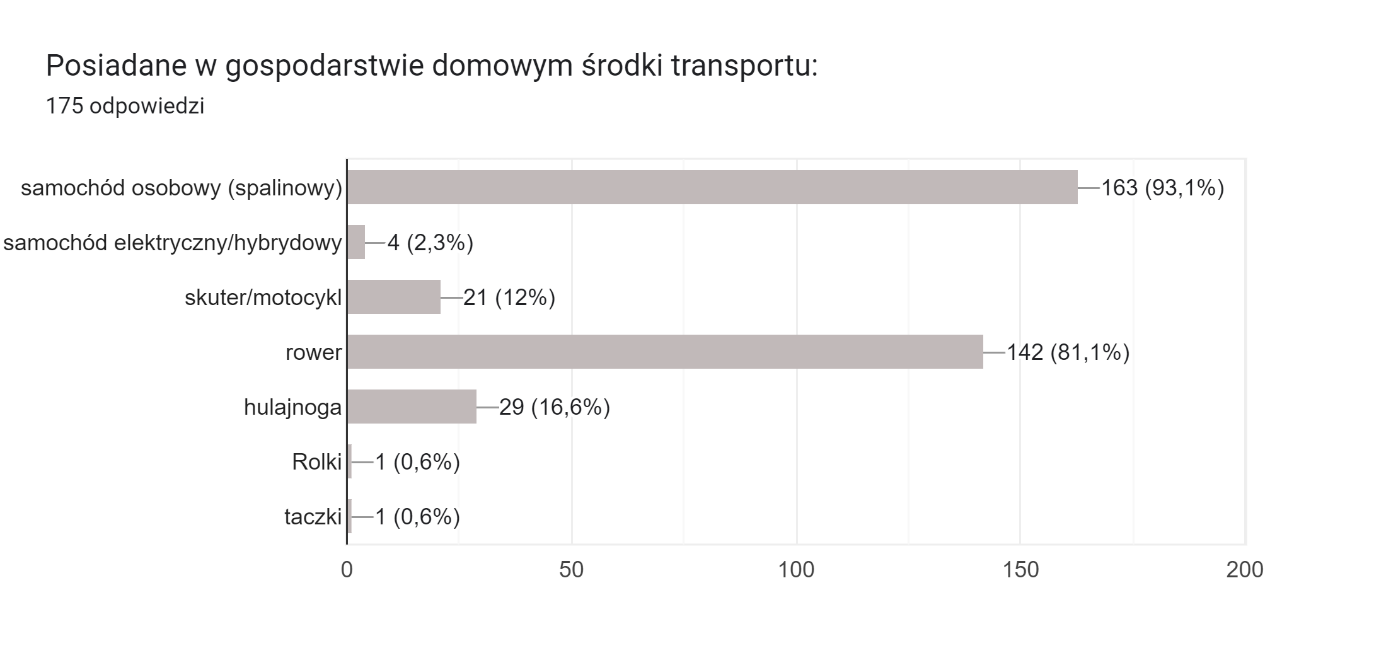 Posiadane w gospodarstwie domowym środki transportu:
175 odpowiedzi
samochód osobowy (spalinowy) 163 (93,1%)
samochód elektryczny/hybrydowy 4 (2,3%)
skuter/motocykl 21 (12%)
rower 142 (81,1%)
hulajnoga 29 (16,6%)
Rolki 1 (0,6%)
taczki 1 (0,6%)
0 50 100 150 200